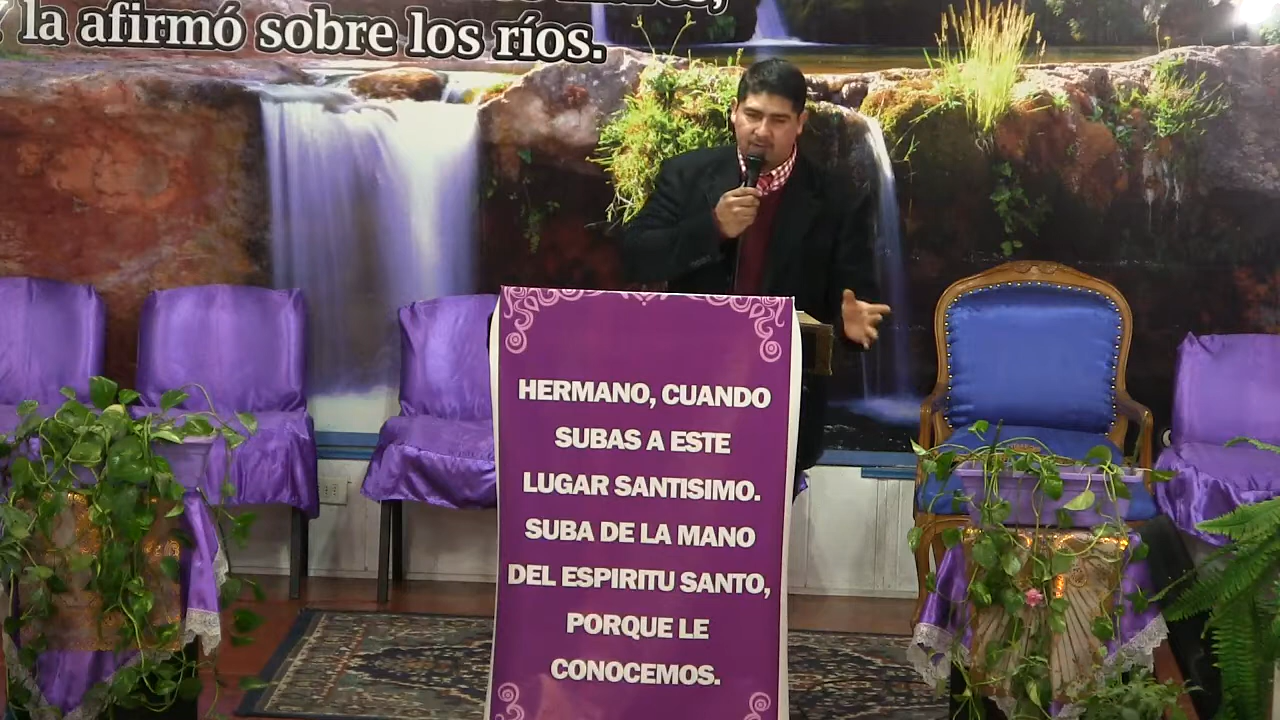 Y la afirmó sobre los ríos.
HERMANO, CUANDO
SUBAS A ESTE
LUGAR SANTISIMO.
SUBA DE LA MANO
DEL ESPIRITU SANTO,
PORQUE LE
CONOCEMOS.